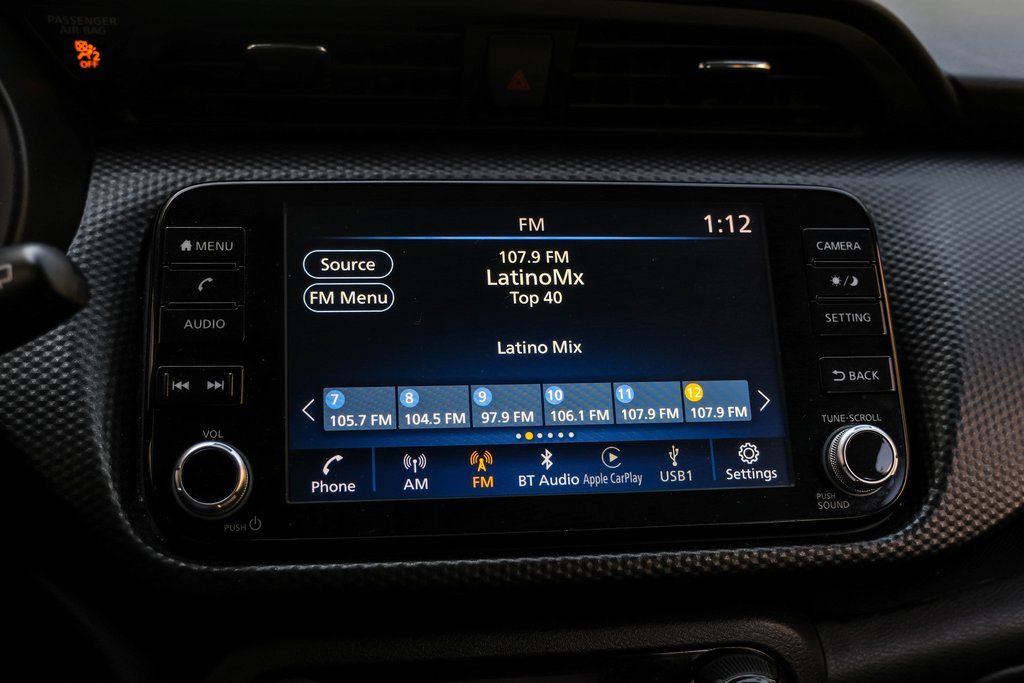 PASSENGER
AIR BAG
2
OFF
FM
1:12
MENU
AUDIO
VOL
PUSH
Source
FM Menu
107.9 FM
LatinoMx
Top 40
Latino Mix
7
105.7 FM
8
104.5 FM
9
97.9 FM
10
106.1 FM
11
107.9 FM
12
107.9 FM
Phone
AM
FM
BT Audio
Apple CarPlay
USB1
Settings
CAMERA
SETTING
BACK
TUNE·SCROLL
PUSH
SOUND